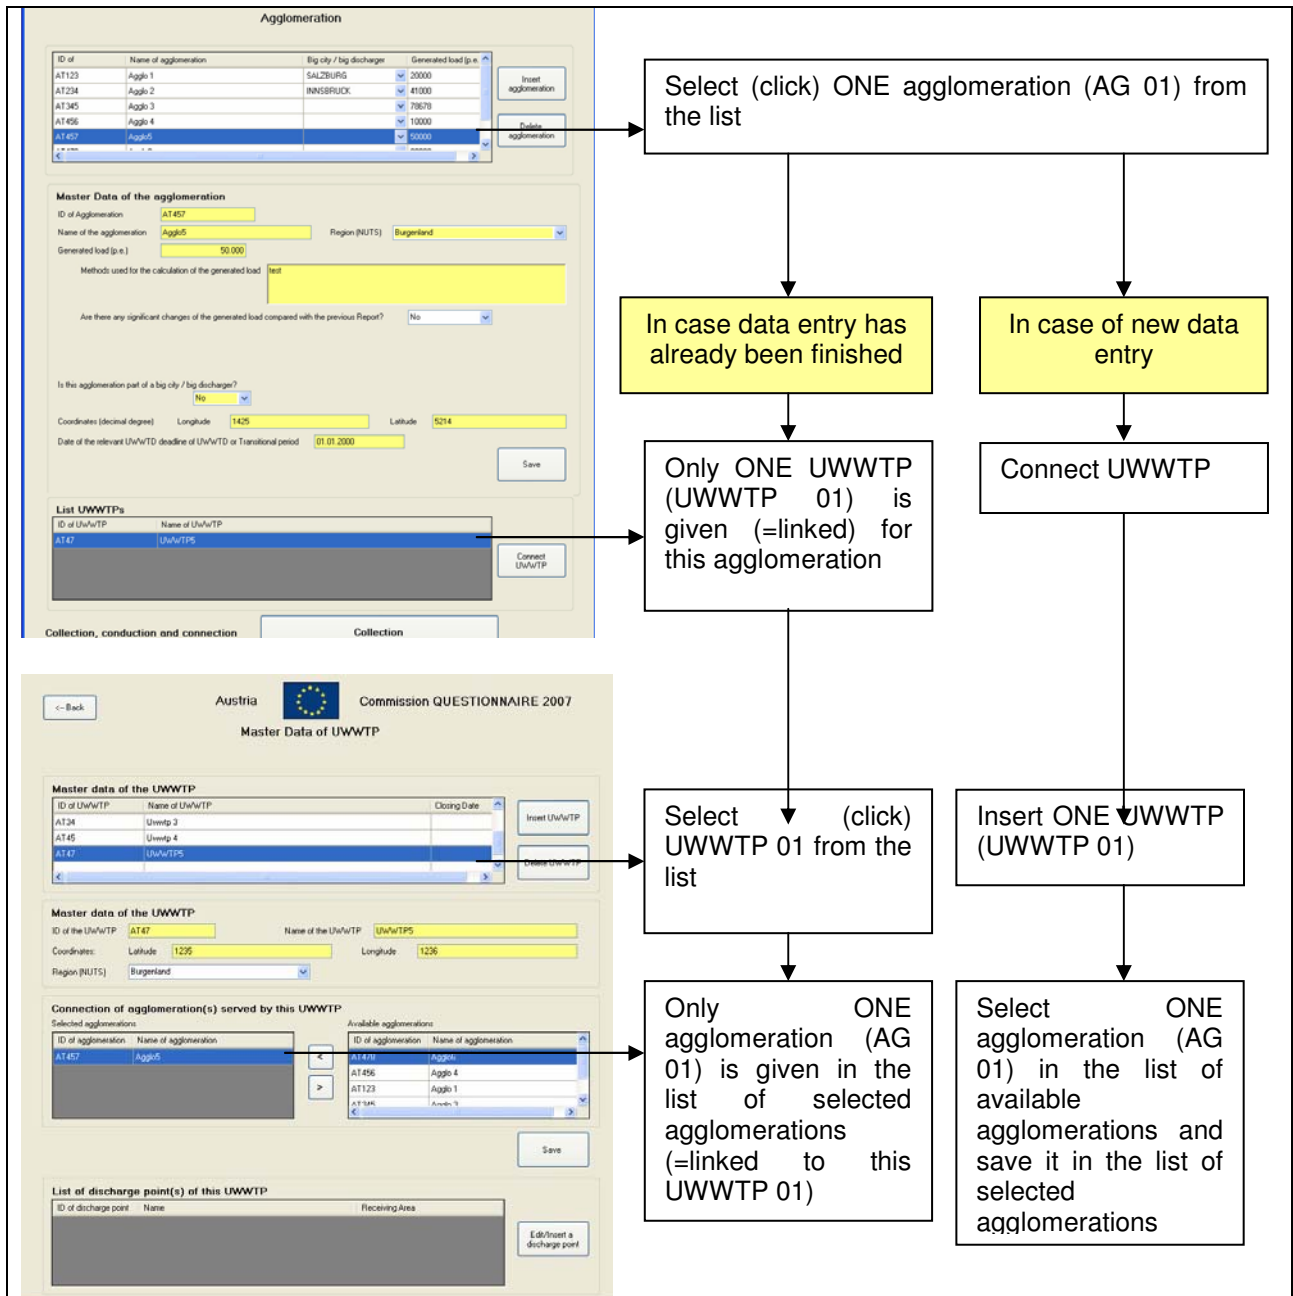 Agglomeration
ID of Name of agglomeration Big city / big discharger Generated load (p.e.
AT123 Agglo 1 SALZBURG 20000
AT234 Agglo 2 INNSBRUCK 41000
AT345 Agglo 3 78678
AT456 Agglo 4 10000
AT457 Agglo5 50000
Insert
agglomeration
Delete
agglomeration
Master Data of the agglomeration
ID of Agglomeration AT457
Name of the agglomeration Agglo5 Region (NUTS) Burgenland
Generated load (p.e.) 50.000
Methods used for the calculation of the generated load test
Are there any significant changes of the generated load compared with the previous Report? No
Is this agglomeration part of a big city / big discharger?
No
Coordinates (decimal degree) Longitude 1425 Latitude 5214
Date of the relevant UWWTD deadline of UWWTD or Transitional period 01.01.2000
Save
List UWWTPs
ID of UWWTP Name of UWWTP
AT47 UWWTP5
Connect
UWWTP
Collection, conduction and connection Collection
<-- Back
Austria Commission QUESTIONNAIRE 2007
Master Data of UWWTP
Master data of the UWWTP
ID of UWWTP Name of UWWTP Closing Date
AT34 Uwwtp 3
AT45 Uwwtp 4
AT47 UWWTP5
Insert UWWTP
Delete UWWTP
Master data of the UWWTP
ID of the UWWTP AT47 Name of the UWWTP UWWTP5
Coordinates: Latitude 1235 Longitude 1236
Region (NUTS) Burgenland
Connection of agglomeration(s) served by this UWWTP
Selected agglomerations
ID of agglomeration Name of agglomeration
AT457 Agglo5
<
>
Available agglomerations
ID of agglomeration Name of agglomeration
AT456 Agglo 4
AT123 Agglo 1
AT345 Agglo 3
Save
List of discharge point(s) of this UWWTP
ID of discharge point Name Receiving Area
Edit/Insert a
discharge point
Select (click) ONE agglomeration (AG 01) from
the list
In case data entry has
already been finished
Only ONE UWWTP
(UWWTP 01) is
given (=linked) for
this agglomeration
Select (click)
UWWTP 01 from the
list
Only ONE
agglomeration (AG
01) is given in the
list of selected
agglomerations
(=linked to this
UWWTP 01)
In case of new data
entry
Connect UWWTP
Insert ONE UWWTP
(UWWTP 01)
Select ONE
agglomeration (AG
01) in the list of
available
agglomerations and
save it in the list of
selected
agglomerations